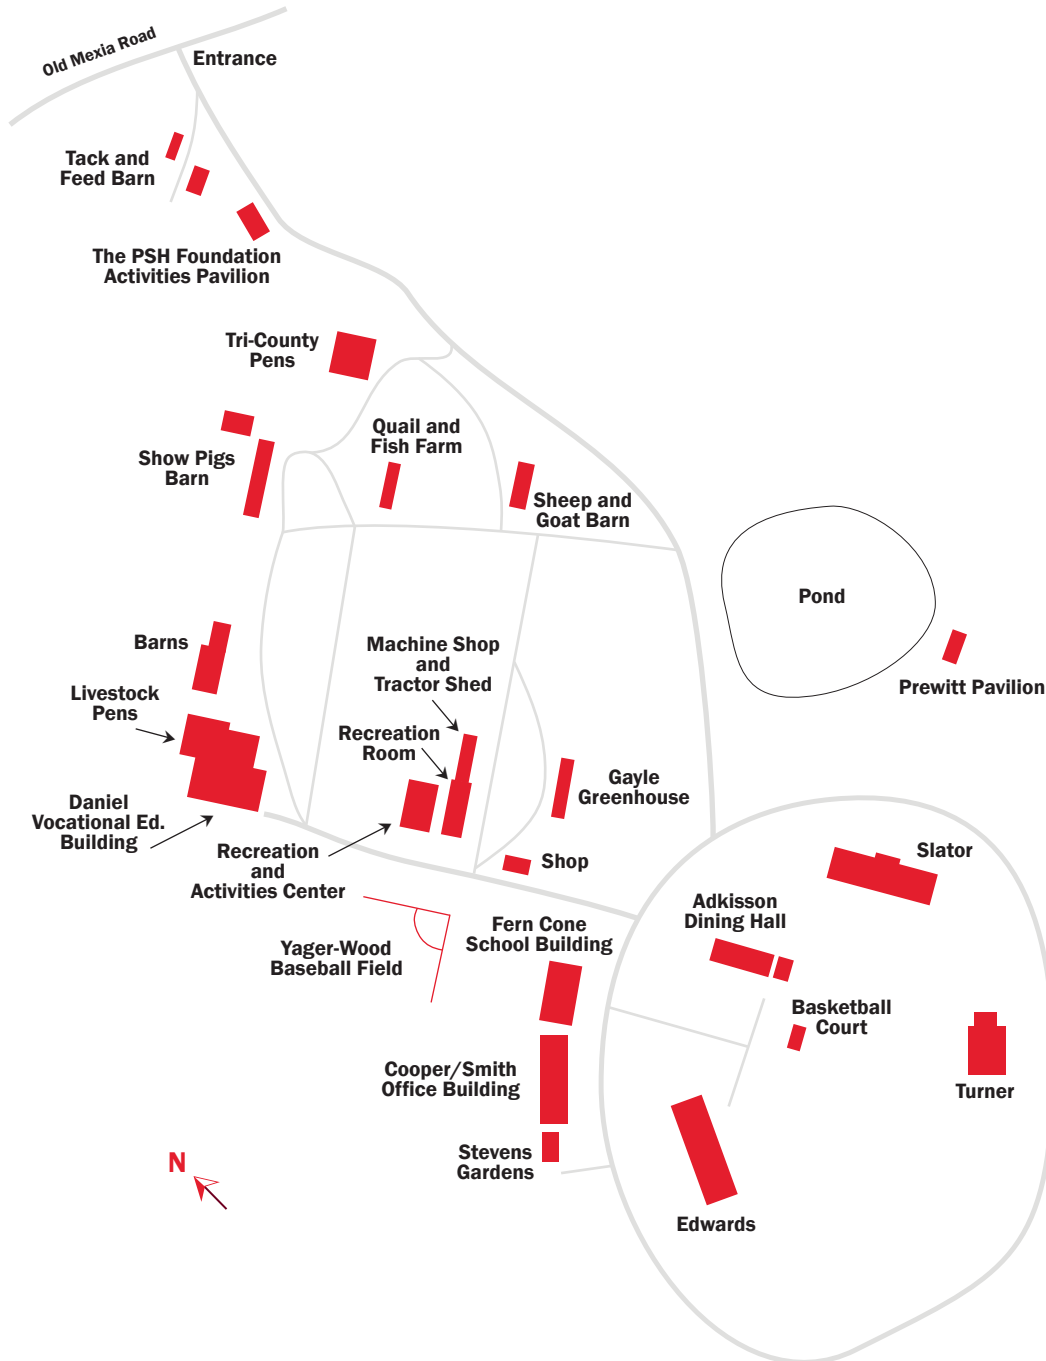 Old Mexia Road
Entrance
Tack and
Feed Barn
The PSH Foundation
Activities Pavilion
Tri-County
Pens
Quail and
Fish Farm
Show Pigs
Barn
Sheep and
Goat Barn
Pond
Barns
Machine Shop
and
Tractor Shed
Prewitt Pavilion
Livestock
Pens
Recreation
Room
Gayle
Greenhouse
Daniel
Vocational Ed.
Building
Recreation
and
Activities Center
Shop
Slator
Adkisson
Dining Hall
Fern Cone
School Building
Yager-Wood
Baseball Field
Basketball
Court
Cooper/Smith
Office Building
Turner
Stevens
Gardens
N
Edwards